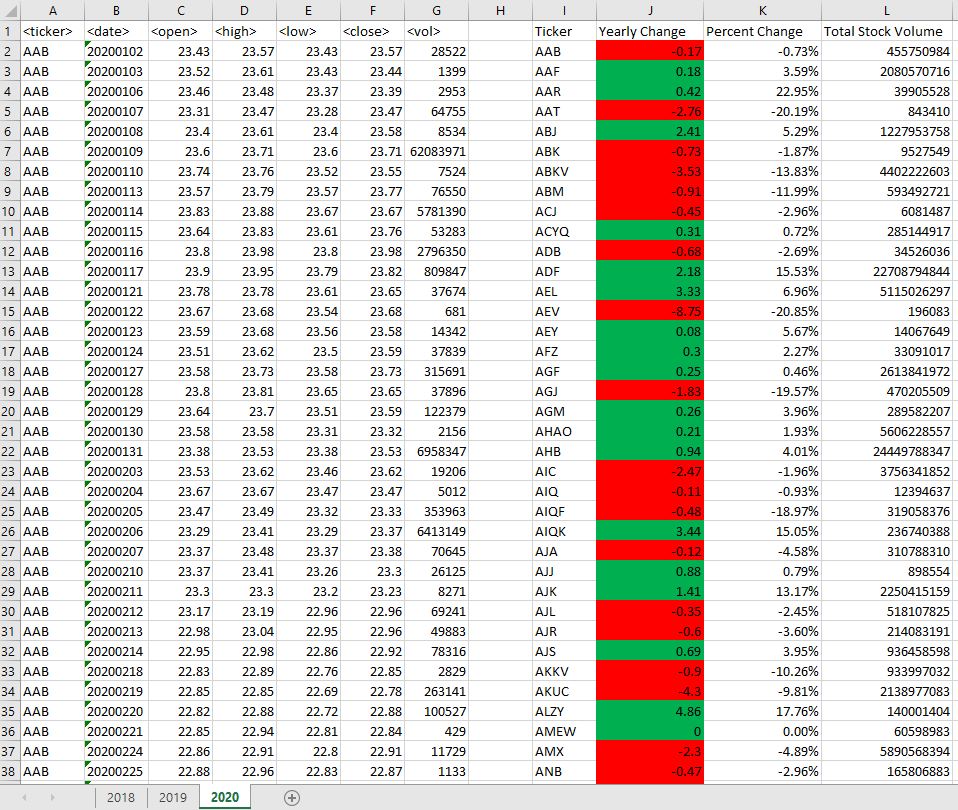 A B C D E F G H I J K L
1 <ticker> <date> <open> <high> <low> <close> <vol> Ticker Yearly Change Percent Change Total Stock Volume
2 AAB 20200102 23.43 23.57 23.43 23.57 28522 AAB -0.17 -0.73% 455750984
3 AAB 20200103 23.52 23.61 23.43 23.44 1399 AAF 0.18 3.59% 2080570716
4 AAB 20200106 23.46 23.48 23.37 23.39 2953 AAR 0.42 22.95% 39905528
5 AAB 20200107 23.31 23.47 23.28 23.47 64755 AAT -2.76 -20.19% 843410
6 AAB 20200108 23.4 23.61 23.4 23.58 8534 ABJ 2.41 5.29% 1227953758
7 AAB 20200109 23.6 23.71 23.6 23.71 62083971 ABK -0.73 -1.87% 9527549
8 AAB 20200110 23.74 23.76 23.52 23.55 7524 ABKV -3.53 -13.83% 4402222603
9 AAB 20200113 23.57 23.79 23.57 23.77 76550 ABM -0.91 -11.99% 593492721
10 AAB 20200114 23.83 23.88 23.67 23.67 5781390 ACJ -0.45 -2.96% 6081487
11 AAB 20200115 23.64 23.83 23.61 23.76 53283 ACYQ 0.31 0.72% 285144917
12 AAB 20200116 23.8 23.98 23.8 23.98 2796350 ADB -0.68 -2.69% 34526036
13 AAB 20200117 23.9 23.95 23.79 23.82 809847 ADF 2.18 15.53% 22708794844
14 AAB 20200121 23.78 23.78 23.61 23.65 37674 AEL 3.33 6.96% 5115026297
15 AAB 20200122 23.67 23.68 23.54 23.68 681 AEV -8.75 -20.85% 196083
16 AAB 20200123 23.59 23.68 23.56 23.58 14342 AEY 0.08 5.67% 14067649
17 AAB 20200124 23.51 23.62 23.5 23.59 37839 AFZ 0.3 2.27% 33091017
18 AAB 20200127 23.58 23.73 23.58 23.73 315691 AGF 0.25 0.46% 2613841972
19 AAB 20200128 23.8 23.81 23.65 23.65 37896 AGJ -1.83 -19.57% 470205509
20 AAB 20200129 23.64 23.7 23.51 23.59 122379 AGM 0.26 3.96% 289582207
21 AAB 20200130 23.58 23.58 23.31 23.32 2156 AHAO 0.21 1.93% 5606228557
22 AAB 20200131 23.38 23.53 23.38 23.53 6958347 AHB 0.94 4.01% 24449788347
23 AAB 20200203 23.53 23.62 23.46 23.62 19206 AIC -2.47 -1.96% 3756341852
24 AAB 20200204 23.67 23.67 23.47 23.47 5012 AIQ -0.11 -0.93% 12394637
25 AAB 20200205 23.47 23.49 23.32 23.33 353963 AIQF -0.48 -18.97% 319058376
26 AAB 20200206 23.29 23.41 23.29 23.37 6413149 AIQK 3.44 15.05% 236740388
27 AAB 20200207 23.37 23.48 23.37 23.38 70645 AJA -0.12 -4.58% 310788310
28 AAB 20200210 23.37 23.41 23.26 23.3 26125 AJJ 0.88 0.79% 898554
29 AAB 20200211 23.3 23.3 23.2 23.23 8271 AJK 1.41 13.17% 2250415159
30 AAB 20200212 23.17 23.19 22.96 22.96 69241 AJL -0.35 -2.45% 518107825
31 AAB 20200213 22.98 23.04 22.95 22.96 49883 AJR -0.6 -3.60% 214083191
32 AAB 20200214 22.95 22.98 22.86 22.92 78316 AJS 0.69 3.95% 936458598
33 AAB 20200218 22.83 22.89 22.76 22.85 2829 AKKV -0.9 -10.26% 933997032
34 AAB 20200219 22.85 22.85 22.69 22.78 263141 AKUC -4.3 -9.81% 2138977083
35 AAB 20200220 22.82 22.88 22.72 22.88 100527 ALZY 4.86 17.76% 140001404
36 AAB 20200221 22.85 22.94 22.81 22.84 429 AMEW 0 0.00% 60598983
37 AAB 20200224 22.86 22.91 22.8 22.91 11729 AMX -2.3 -4.89% 5890568394
38 AAB 20200225 22.88 22.96 22.83 22.87 1133 ANB -0.47 -2.96% 165806883
2018 2019 2020